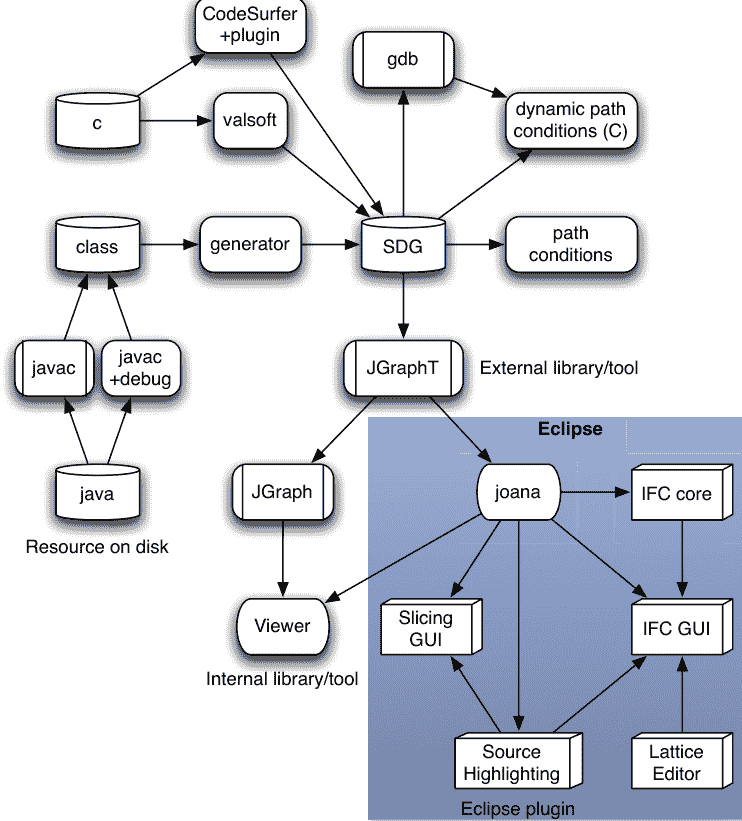 CodeSurfer
+plugin
gdb
c
valsoft
dynamic path
conditions (C)
class
generator
SDG
path
conditions
javac
javac
+debug
JGraphT
External library/tool
Eclipse
java
JGraph
joana
IFC core
Resource on disk
Viewer
Slicing
GUI
IFC GUI
Internal library/tool
Source
Highlighting
Lattice
Editor
Eclipse plugin